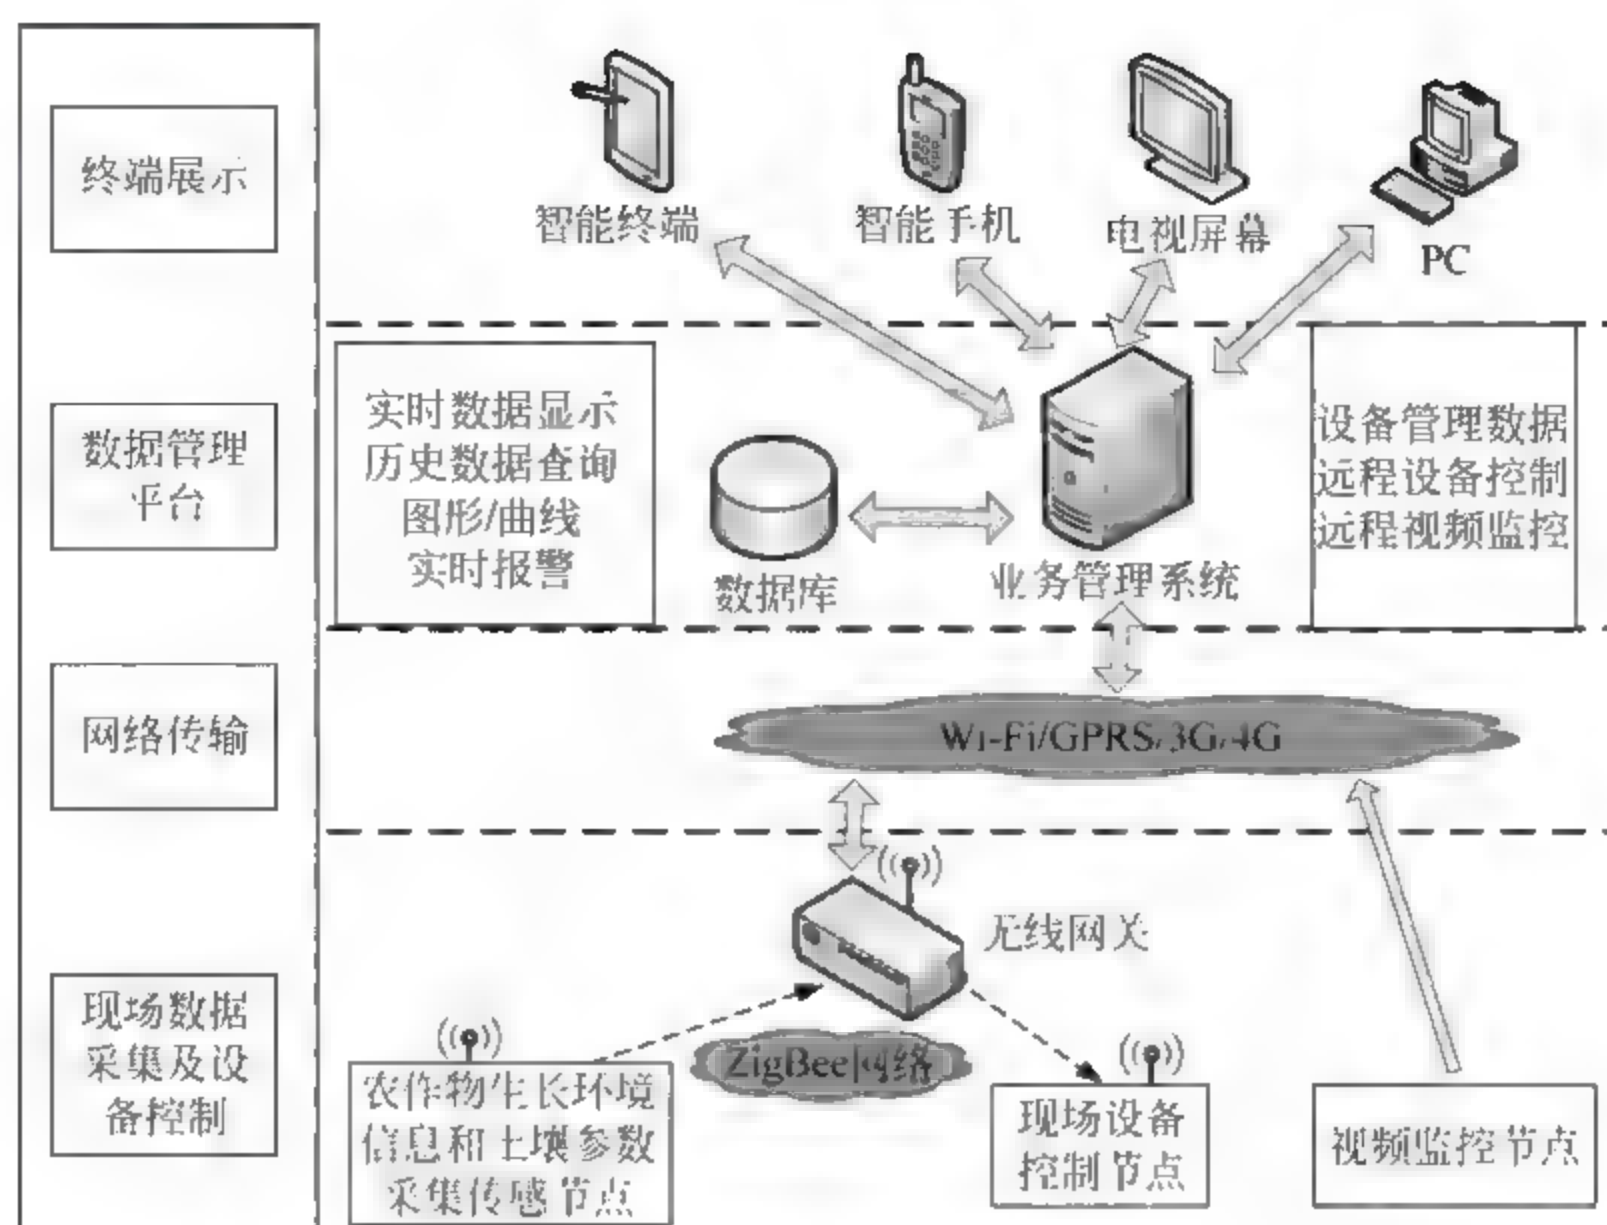 终端展示
智能终端
智能手机
电视屏幕
PC
数据管理
平台
实时数据显示
历史数据查询
图形/曲线
实时报警
数据库
业务管理系统
设备管理数据
远程设备控制
远程视频监控
网络传输
Wi-Fi/GPRS/3G/4G
现场数据
采集及设
备控制
无线网关
ZigBee网络
农作物生长环境
信息和土壤参数
采集传感节点
现场设备
控制节点
视频监控节点